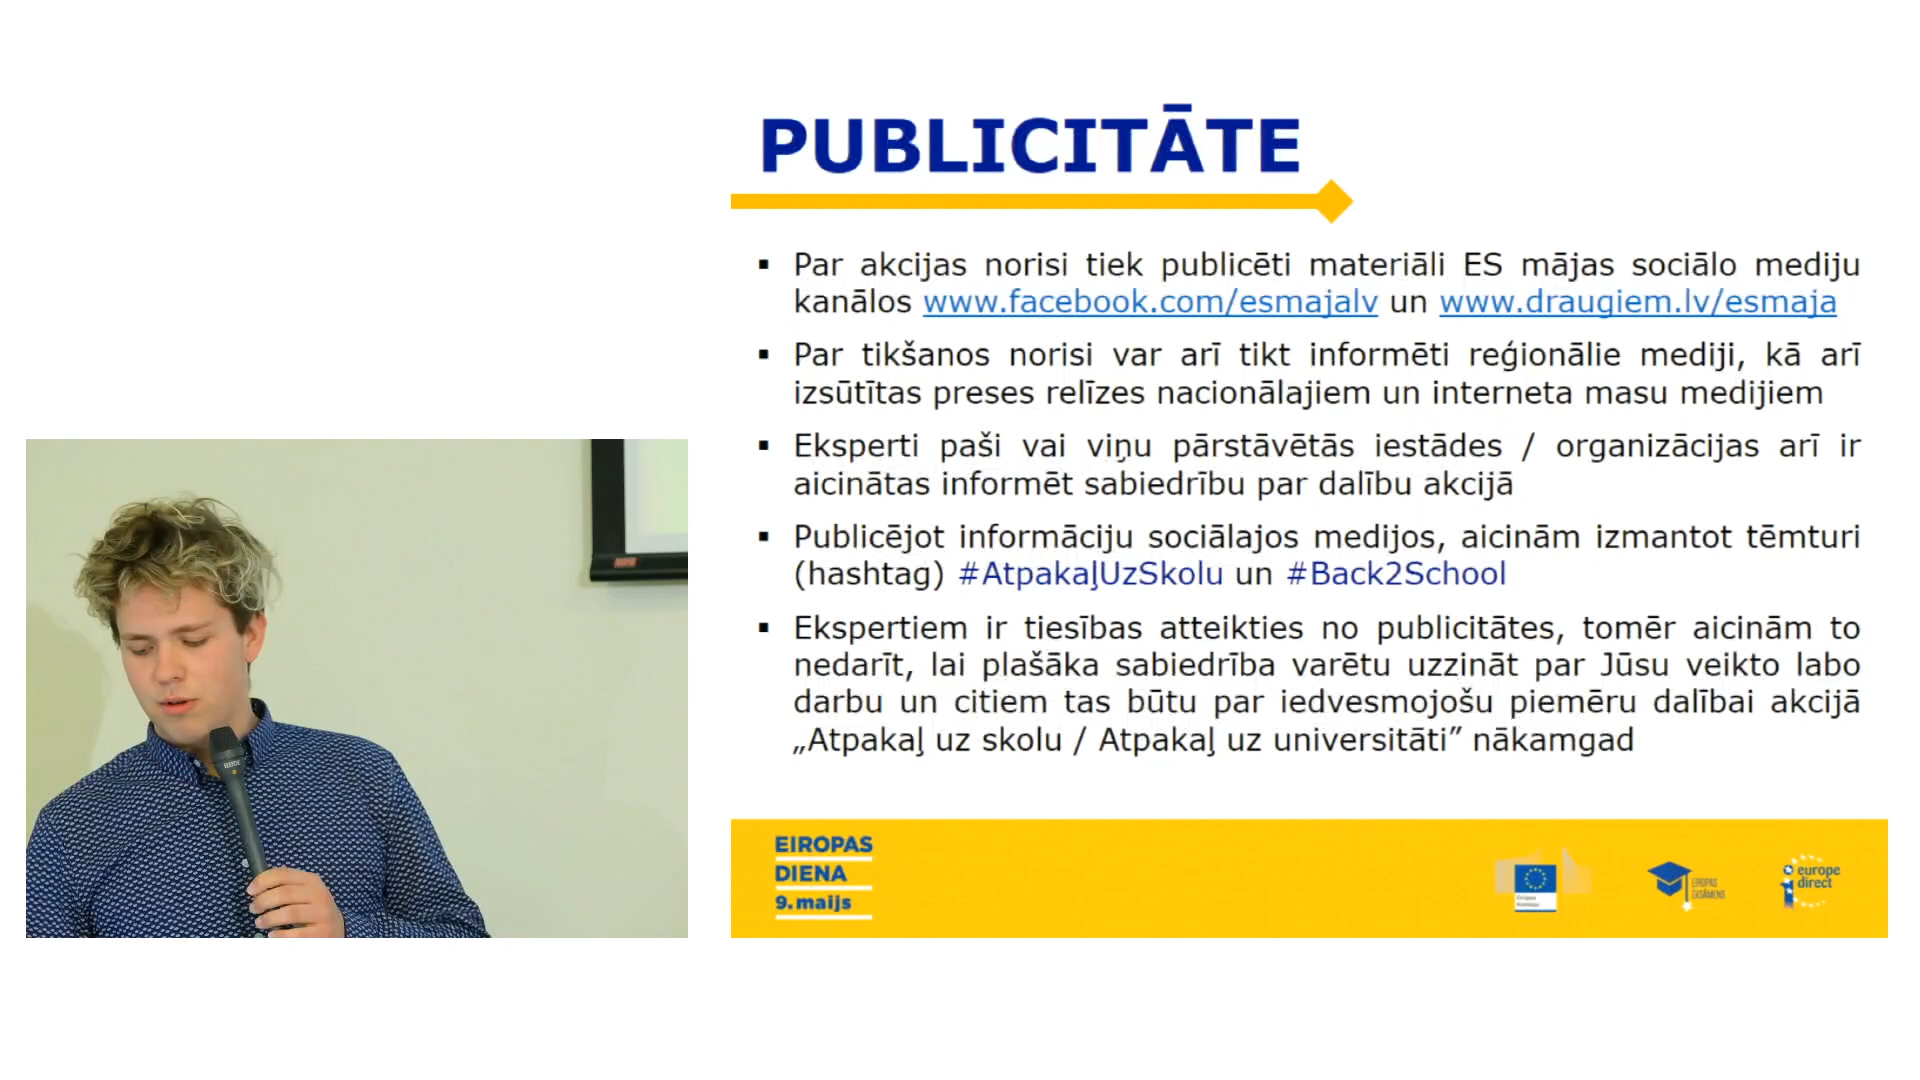 PUBLICITĀTE
▪ Par akcijas norisi tiek publicēti materiāli ES mājas sociālo mediju
kanālos www.facebook.com/esmajalv un www.draugiem.lv/esmaja
▪ Par tikšanos norisi var arī tikt informēti reģionālie mediji, kā arī
izsūtītas preses relīzes nacionālajiem un interneta masu medijiem
▪ Eksperti paši vai viņu pārstāvētās iestādes / organizācijas arī ir
aicinātas informēt sabiedrību par dalību akcijā
▪ Publicējot informāciju sociālajos medijos, aicinām izmantot tēmturi
(hashtag) #AtpakaļUzSkolu un #Back2School
▪ Ekspertiem ir tiesības atteikties no publicitātes, tomēr aicinām to
nedarīt, lai plašāka sabiedrība varētu uzzināt par Jūsu veikto labo
darbu un citiem tas būtu par iedvesmojošu piemēru dalībai akcijā
„Atpakaļ uz skolu / Atpakaļ uz universitāti” nākamgad
EIROPAS
DIENA
9. maijs
EIROPAS
EKSĀMENS
europe
direct